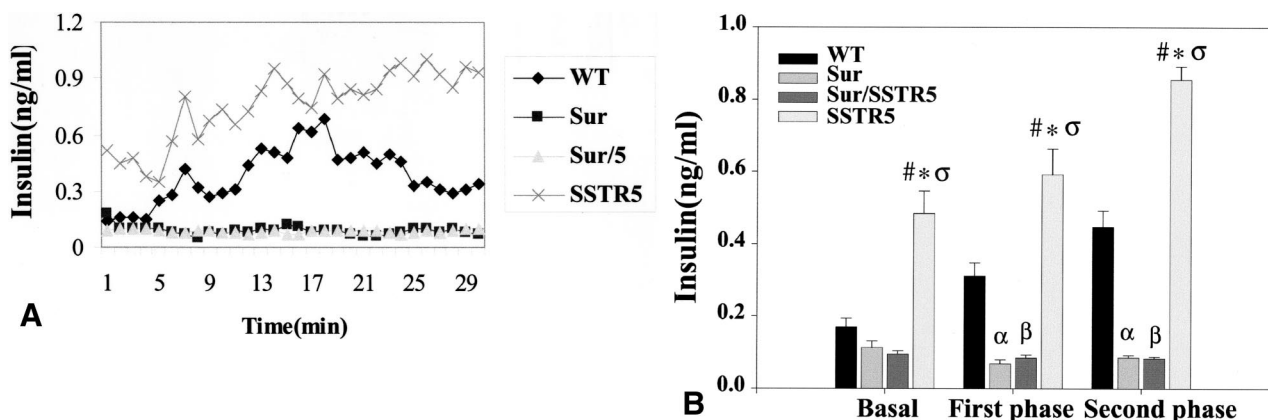 Insulin(ng/ml)
1.2
0.9
0.6
0.3
0
1 5 9 13 17 21 25 29
Time(min)
WT
Sur
Sur/5
SSTR5
A
Insulin(ng/ml)
1.0
0.8
0.6
0.4
0.2
0.0
WT
Sur
Sur/SSTR5
SSTR5
#*σ
α β #*σ
α β #*σ
Basal First phase Second phase
B